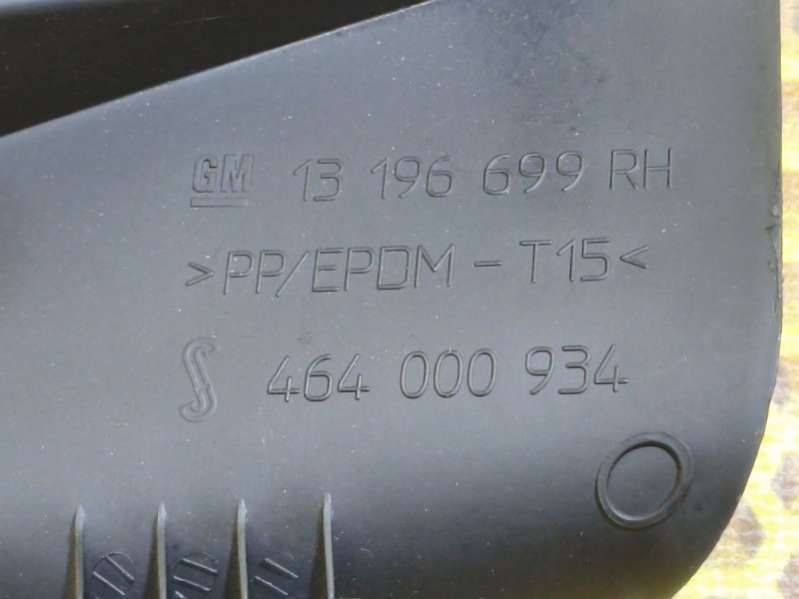 GM 13 196 699 RH
>PP/EPDM - T15<
464 000 934